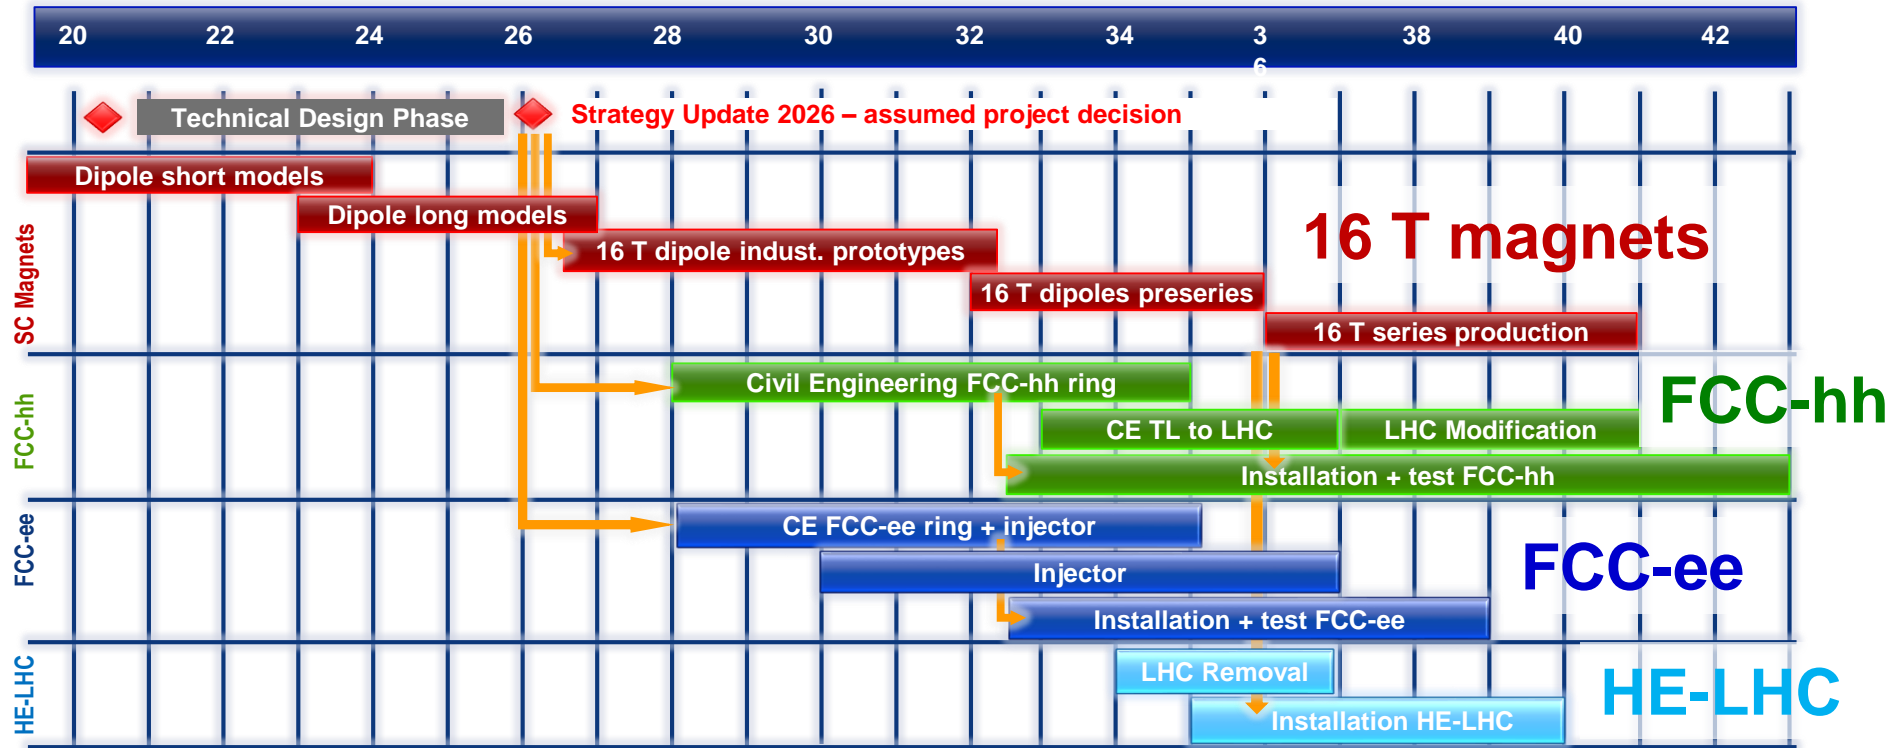 20 22 24 26 28 30 32 34 3 38 40 42
6
Technical Design Phase
Strategy Update 2026 – assumed project decision
SC Magnets
Dipole short models
Dipole long models
16 T dipole indust. prototypes
16 T dipoles preseries
16 T series production
16 T magnets
FCC-hh
Civil Engineering FCC-hh ring
CE TL to LHC
LHC Modification
Installation + test FCC-hh
FCC-hh
FCC-ee
CE FCC-ee ring + injector
Injector
Installation + test FCC-ee
FCC-ee
HE-LHC
LHC Removal
Installation HE-LHC
HE-LHC